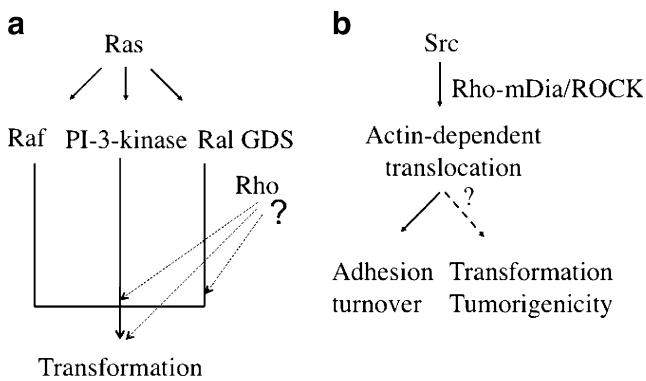 a
Ras
Raf PI-3-kinase Ral GDS
Rho
?
Transformation
b
Src
Rho-mDia/ROCK
Actin-dependent
translocation
?
Adhesion Transformation
turnover Tumorigenicity